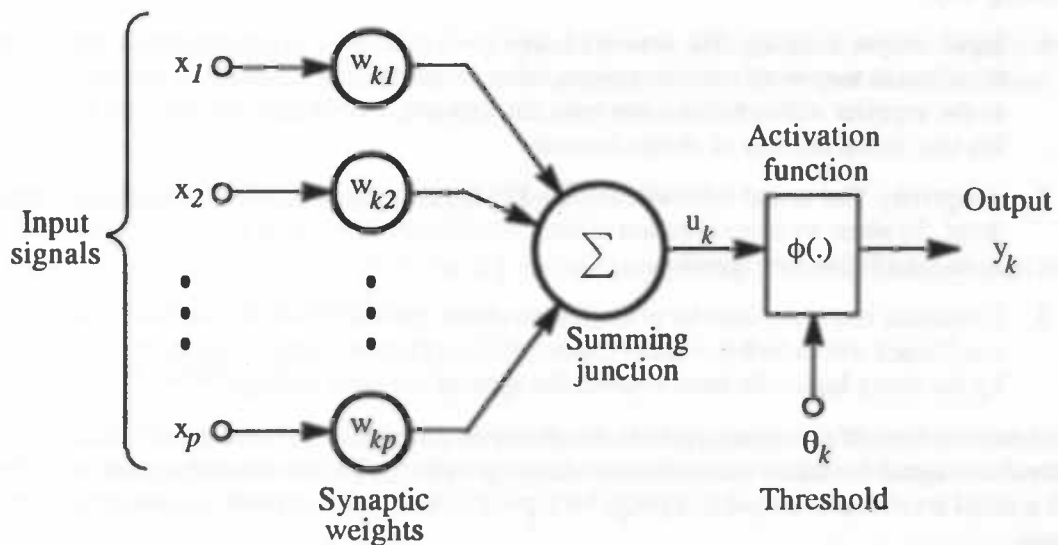 x1
wk1
Activation
function
x2
wk2
Output
Input
signals
uk
Σ
φ(.)
yk
Summing
junction
xp
wkp
θk
Synaptic
weights
Threshold